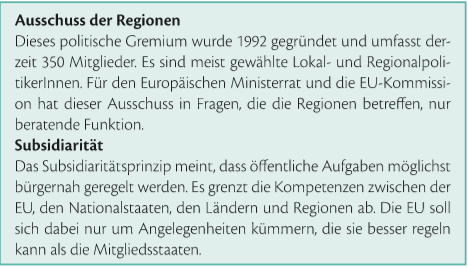 Ausschuss der Regionen
Dieses politische Gremium wurde 1992 gegründet und umfasst der-
zeit 350 Mitglieder. Es sind meist gewählte Lokal- und Regionalpoli-
tikerInnen. Für den Europäischen Ministerrat und die EU-Kommissi-
on hat dieser Ausschuss in Fragen, die die Regionen betreffen, nur
beratende Funktion.
Subsidiarität
Das Subsidiaritätsprinzip meint, dass öffentliche Aufgaben möglichst
bürgernah geregelt werden. Es grenzt die Kompetenzen zwischen der
EU, den Nationalstaaten, den Ländern und Regionen ab. Die EU soll
sich dabei nur um Angelegenheiten kümmern, die sie besser regeln
kann als die Mitgliedsstaaten.